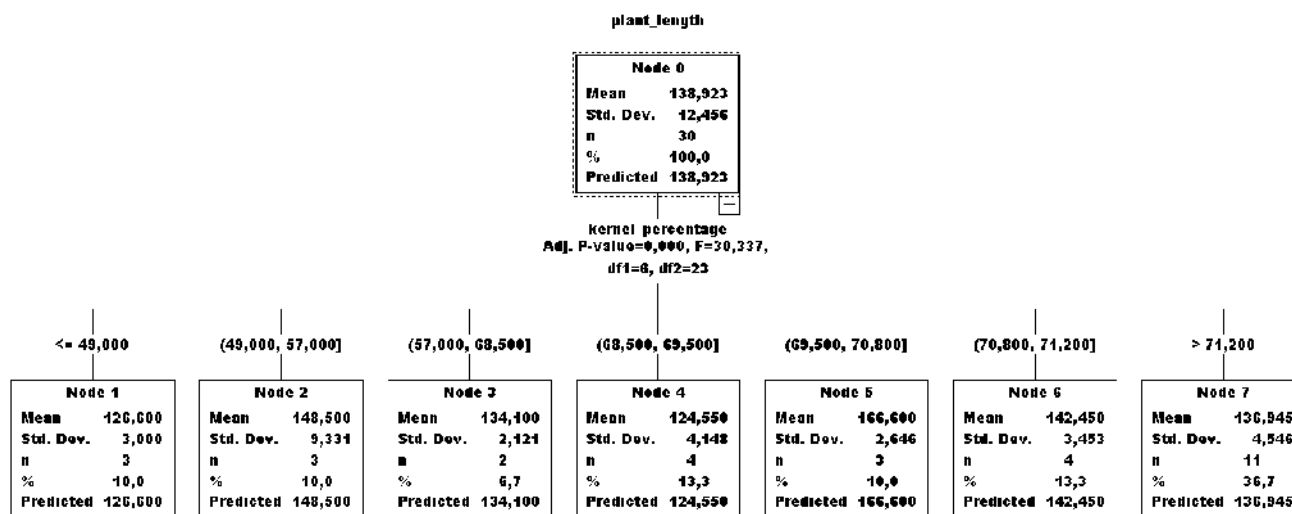 plant_length
Node 0
Mean 138,923
Std. Dev. 12,456
n 30
% 100,0
Predicted 138,923
kernel percentage
Adj. P-value=0,000, F=30,337,
df1=6, df2=23
<= 49,000
Node 1
Mean 126,600
Std. Dev. 3,000
n 3
% 10,0
Predicted 126,600
(49,000, 57,000]
Node 2
Mean 148,500
Std. Dev. 9,331
n 3
% 10,0
Predicted 148,500
(57,000, 68,500]
Node 3
Mean 134,100
Std. Dev. 2,121
n 2
% 6,7
Predicted 134,100
(68,500, 69,500]
Node 4
Mean 124,550
Std. Dev. 4,148
n 4
% 13,3
Predicted 124,550
(69,500, 70,800]
Node 5
Mean 166,600
Std. Dev. 2,646
n 3
% 10,0
Predicted 166,600
(70,800, 71,200]
Node 6
Mean 142,450
Std. Dev. 3,453
n 4
% 13,3
Predicted 142,450
> 71,200
Node 7
Mean 136,945
Std. Dev. 4,546
n 11
% 36,7
Predicted 136,945